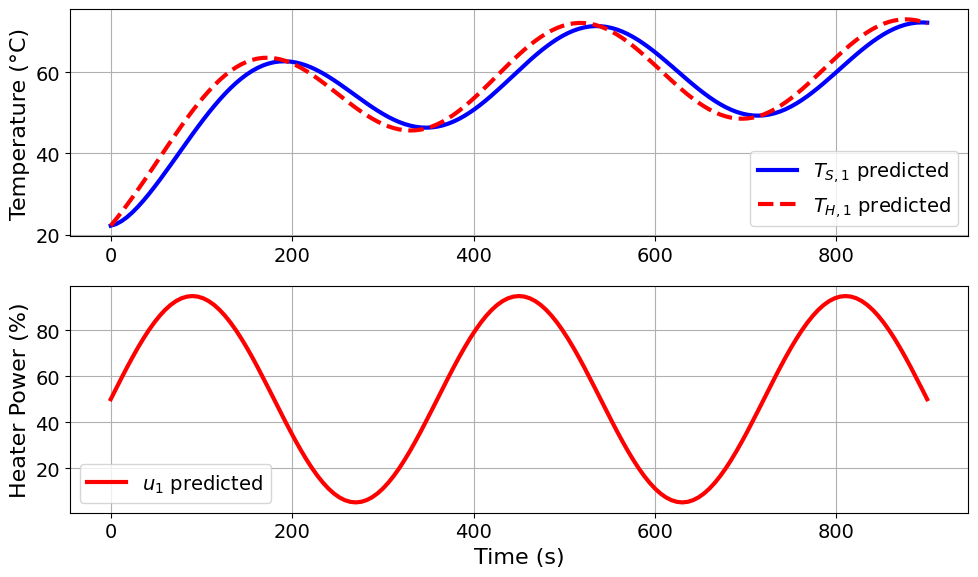 Temperature (°C)
60
40
20
T_{S,1} predicted
T_{H,1} predicted
0 200 400 600 800
Heater Power (%)
80
60
40
20
u_1 predicted
0 200 400 600 800
Time (s)